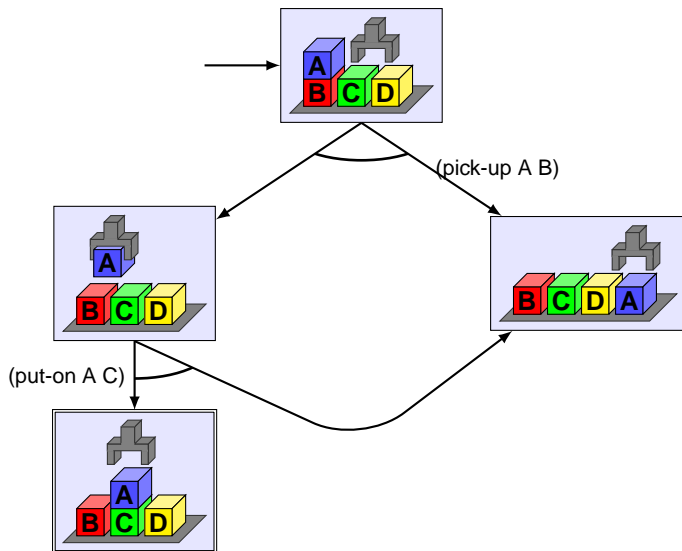 A
B C D
(pick-up A B)
A
B C D
B C D A
(put-on A C)
A
B C D